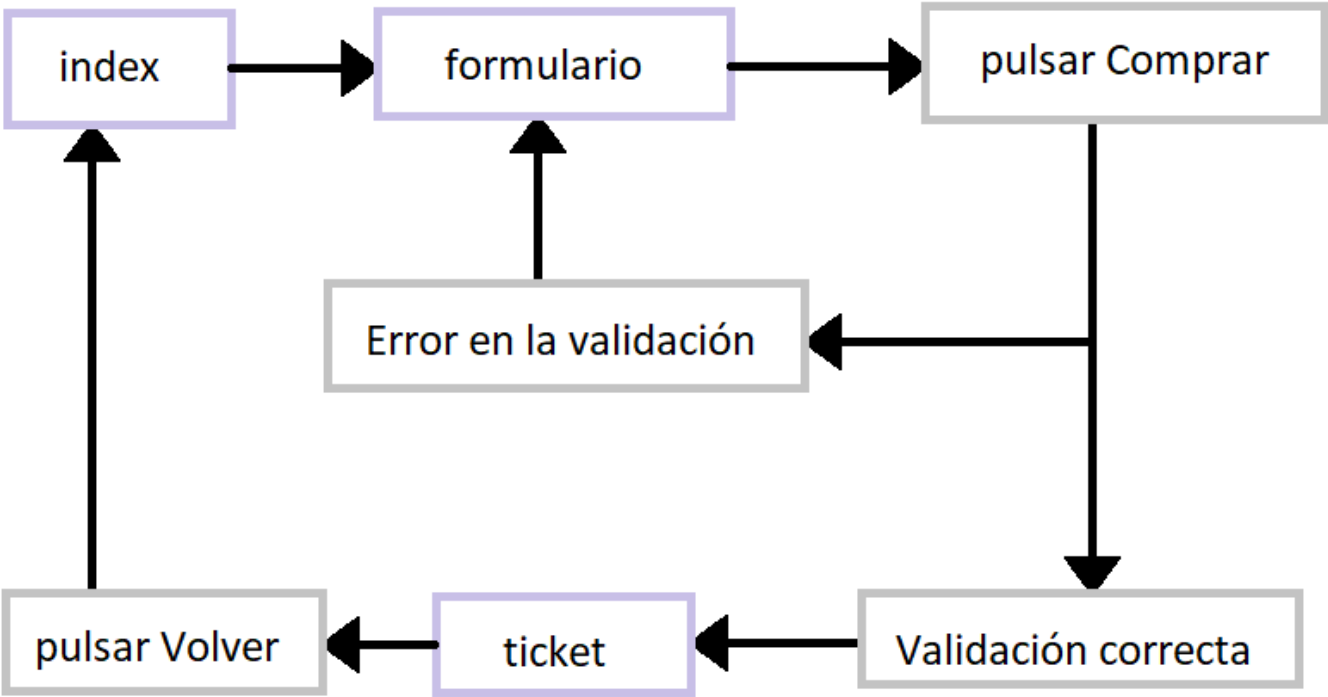 index
formulario
pulsar Comprar
Error en la validación
pulsar Volver
ticket
Validación correcta